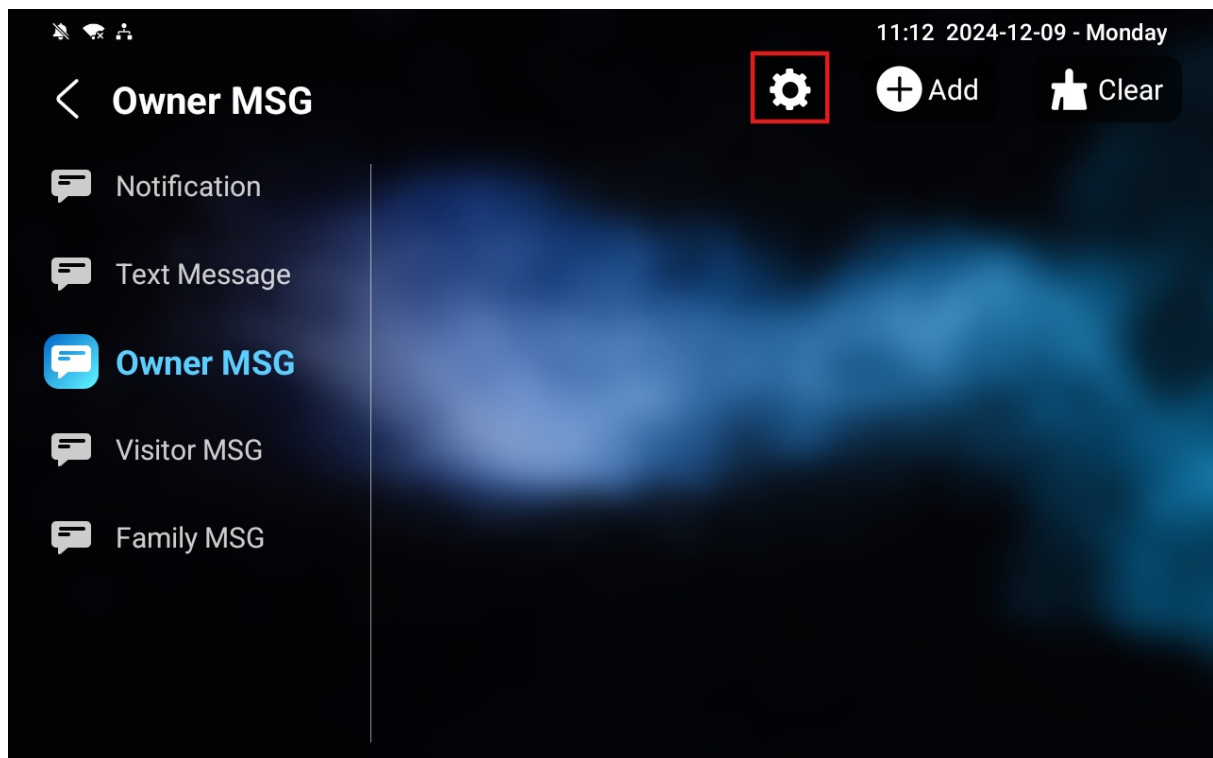 11:12 2024-12-09 - Monday
Owner MSG
Add
Clear
Notification
Text Message
Owner MSG
Visitor MSG
Family MSG